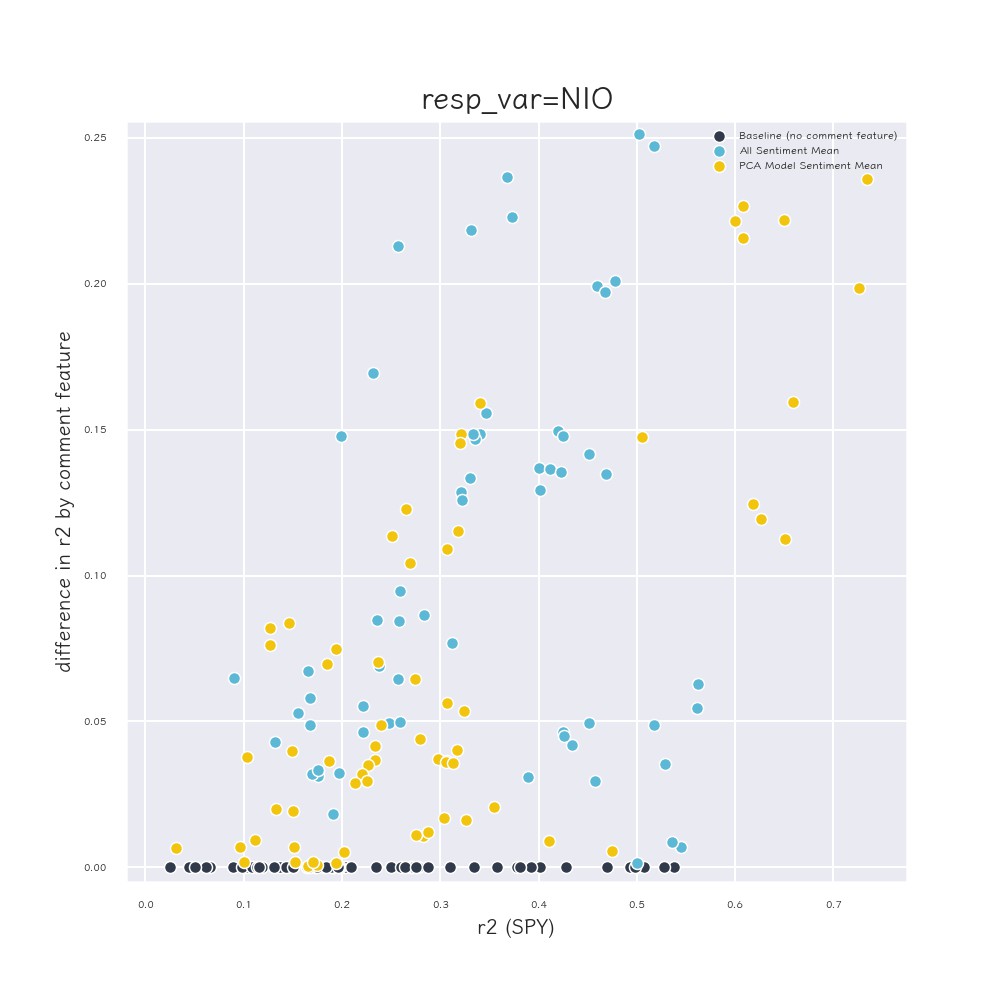 resp_var=NIO
Baseline (no comment feature)
All Sentiment Mean
PCA Model Sentiment Mean
difference in r2 by comment feature
0.25
0.20
0.15
0.10
0.05
0.00
0.0 0.1 0.2 0.3 0.4 0.5 0.6 0.7
r2 (SPY)